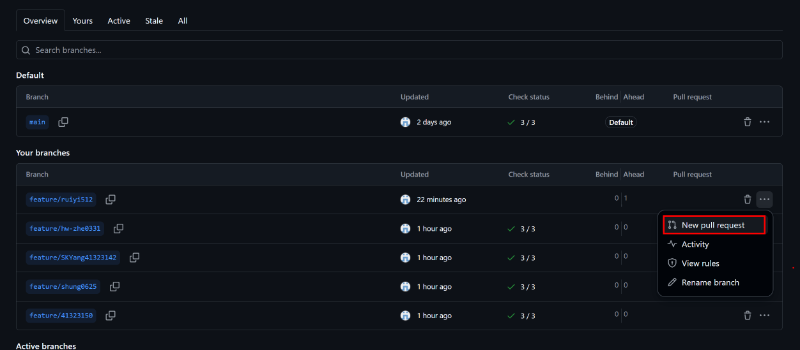 Overview Yours Active Stale All
Search branches...
Default
Branch Updated Check status Behind Ahead Pull request
main 2 days ago 3 / 3 Default
Your branches
Branch Updated Check status Behind Ahead Pull request
feature/ruiyi512 22 minutes ago 0 1
feature/hw-zhe0331 1 hour ago 3 / 3 0 0
New pull request
feature/SKYang41323142 1 hour ago 3 / 3 0 0
Activity
feature/shung0625 1 hour ago 3 / 3 0 0
View rules
Rename branch
feature/41323150 1 hour ago 3 / 3 0 0
Active branches